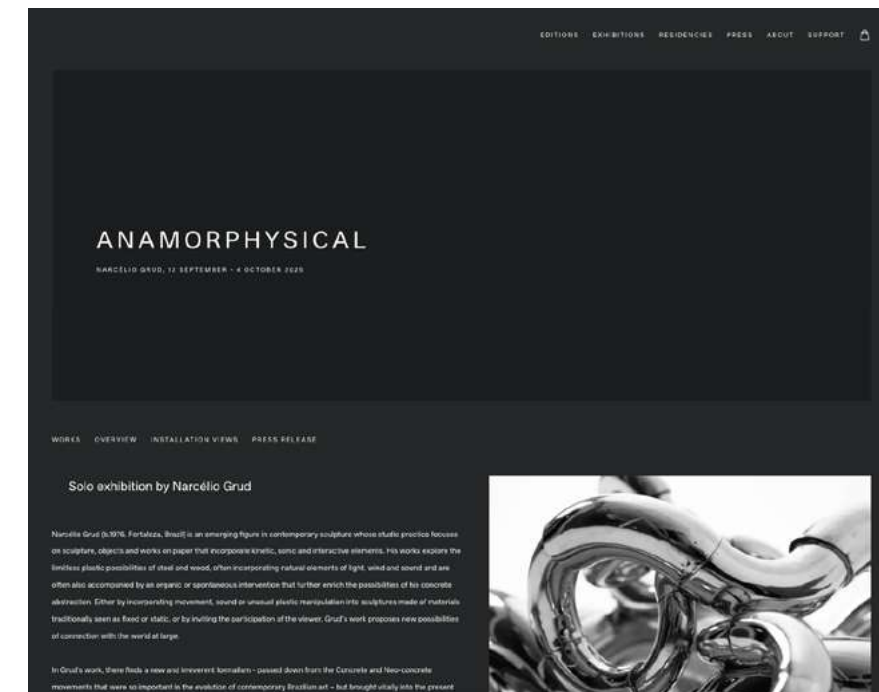 EDITIONS EXHIBITIONS RESIDENCIES PRESS ABOUT SUPPORT
ANAMORPHYSICAL
NARCÉLIO GRUD, 12 SEPTEMBER - 4 OCTOBER 2025
WORKS OVERVIEW INSTALLATION VIEWS PRESS RELEASE
Solo exhibition by Narcélio Grud
Narcélio Grud (b.1976, Fortaleza, Brazil) is an emerging figure in contemporary sculpture whose studio practice focuses
on sculpture, objects and works on paper that incorporate kinetic, sonic and interactive elements. His works explore the
limitless plastic possibilities of steel and wood, often incorporating natural elements of light, wind and sound and are
often also accompanied by an organic or spontaneous intervention that further enrich the possibilities of his concrete
abstraction. Either by incorporating movement, sound or unusual plastic manipulation into sculptures made of materials
traditionally seen as fixed or static, or by inviting the participation of the viewer, Grud's work proposes new possibilities
of connection with the world at large.
In Grud's work, there finds a new and irreverent formalism - passed down from the Concrete and Neo-concrete
movements that were so important in the evolution of contemporary Brazilian art – but brought vitally into the present